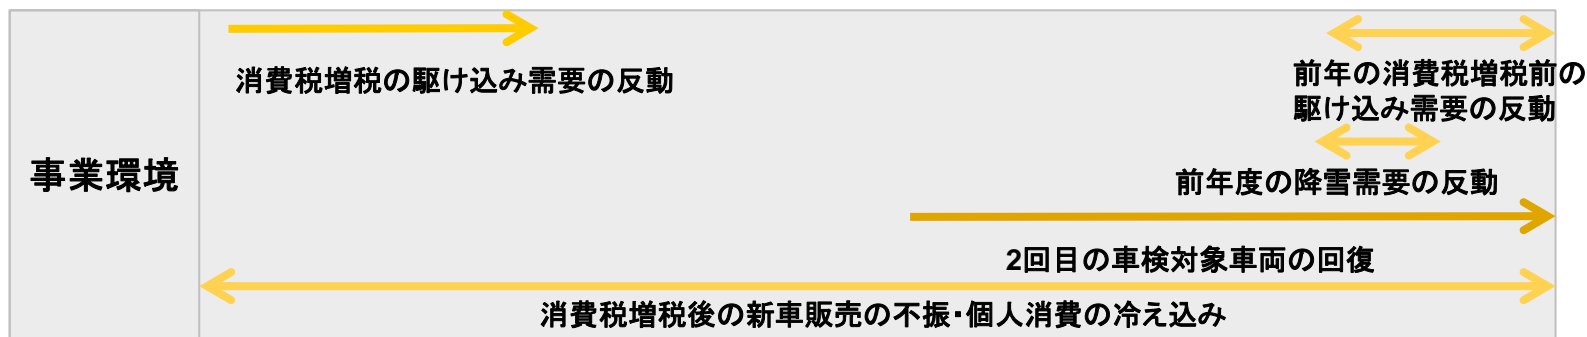 消費税増税の駆け込み需要の反動
前年の消費税増税前の
駆け込み需要の反動
事業環境
前年度の降雪需要の反動
2回目の車検対象車両の回復
消費税増税後の新車販売の不振・個人消費の冷え込み